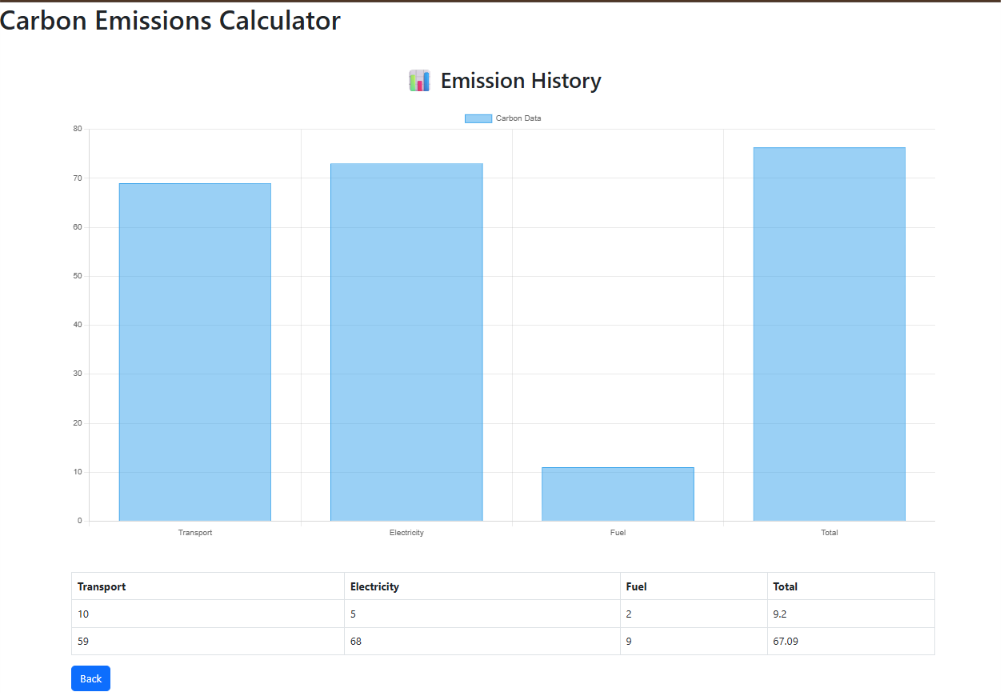 Carbon Emissions Calculator
📊 Emission History
Carbon Data
80
70
60
50
40
30
20
10
0
Transport Electricity Fuel Total
Transport Electricity Fuel Total
10 5 2 9.2
59 68 9 67.09
Back